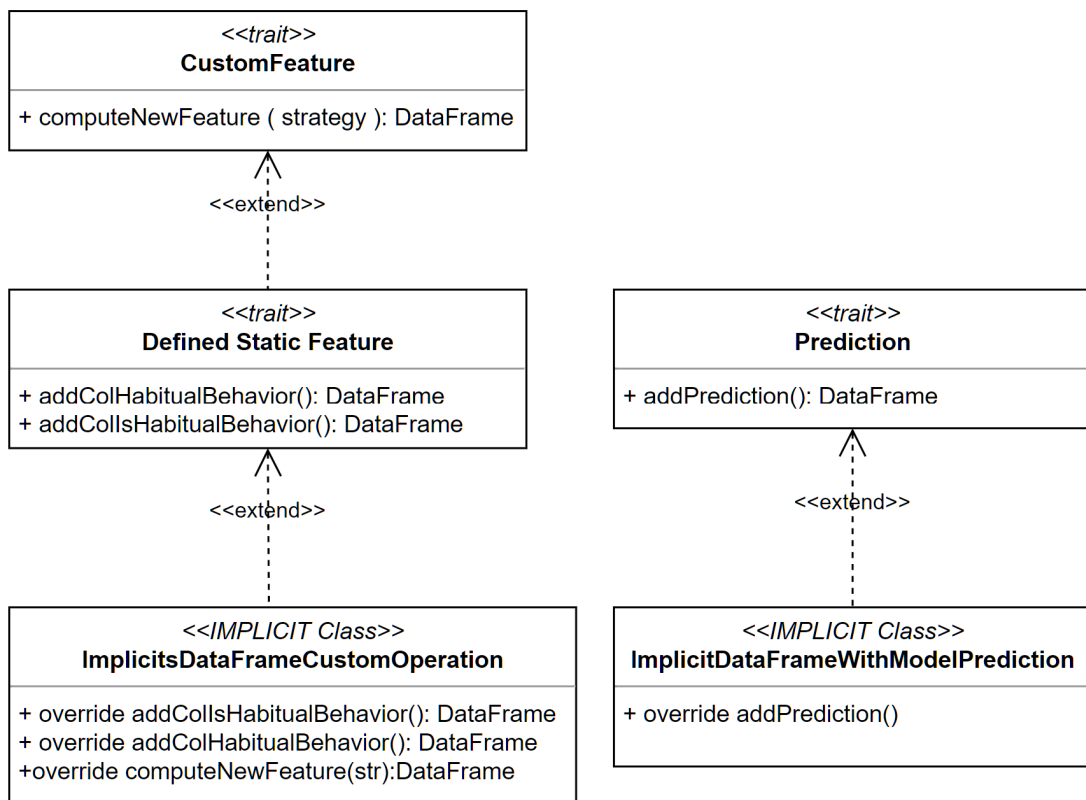 <<trait>>
CustomFeature
+ computeNewFeature ( strategy ): DataFrame
<<extend>>
<<trait>>
Defined Static Feature
+ addColHabitualBehavior(): DataFrame
+ addColIsHabitualBehavior(): DataFrame
<<trait>>
Prediction
+ addPrediction(): DataFrame
<<extend>>
<<extend>>
<<IMPLICIT Class>>
ImplicitsDataFrameCustomOperation
+ override addColIsHabitualBehavior(): DataFrame
+ override addColHabitualBehavior(): DataFrame
+override computeNewFeature(str):DataFrame
<<IMPLICIT Class>>
ImplicitDataFrameWithModelPrediction
+ override addPrediction()